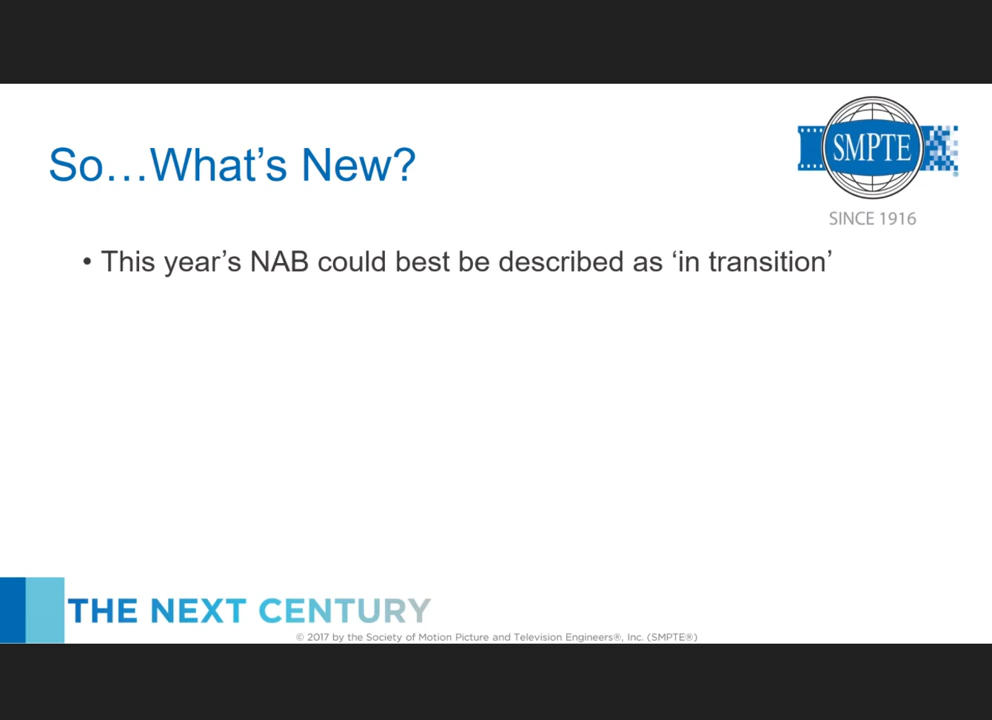 So…What’s New?
SMPTE
SINCE 1916
• This year’s NAB could best be described as ‘in transition’
THE NEXT CENTURY
© 2017 by the Society of Motion Picture and Television Engineers®, Inc. (SMPTE®)